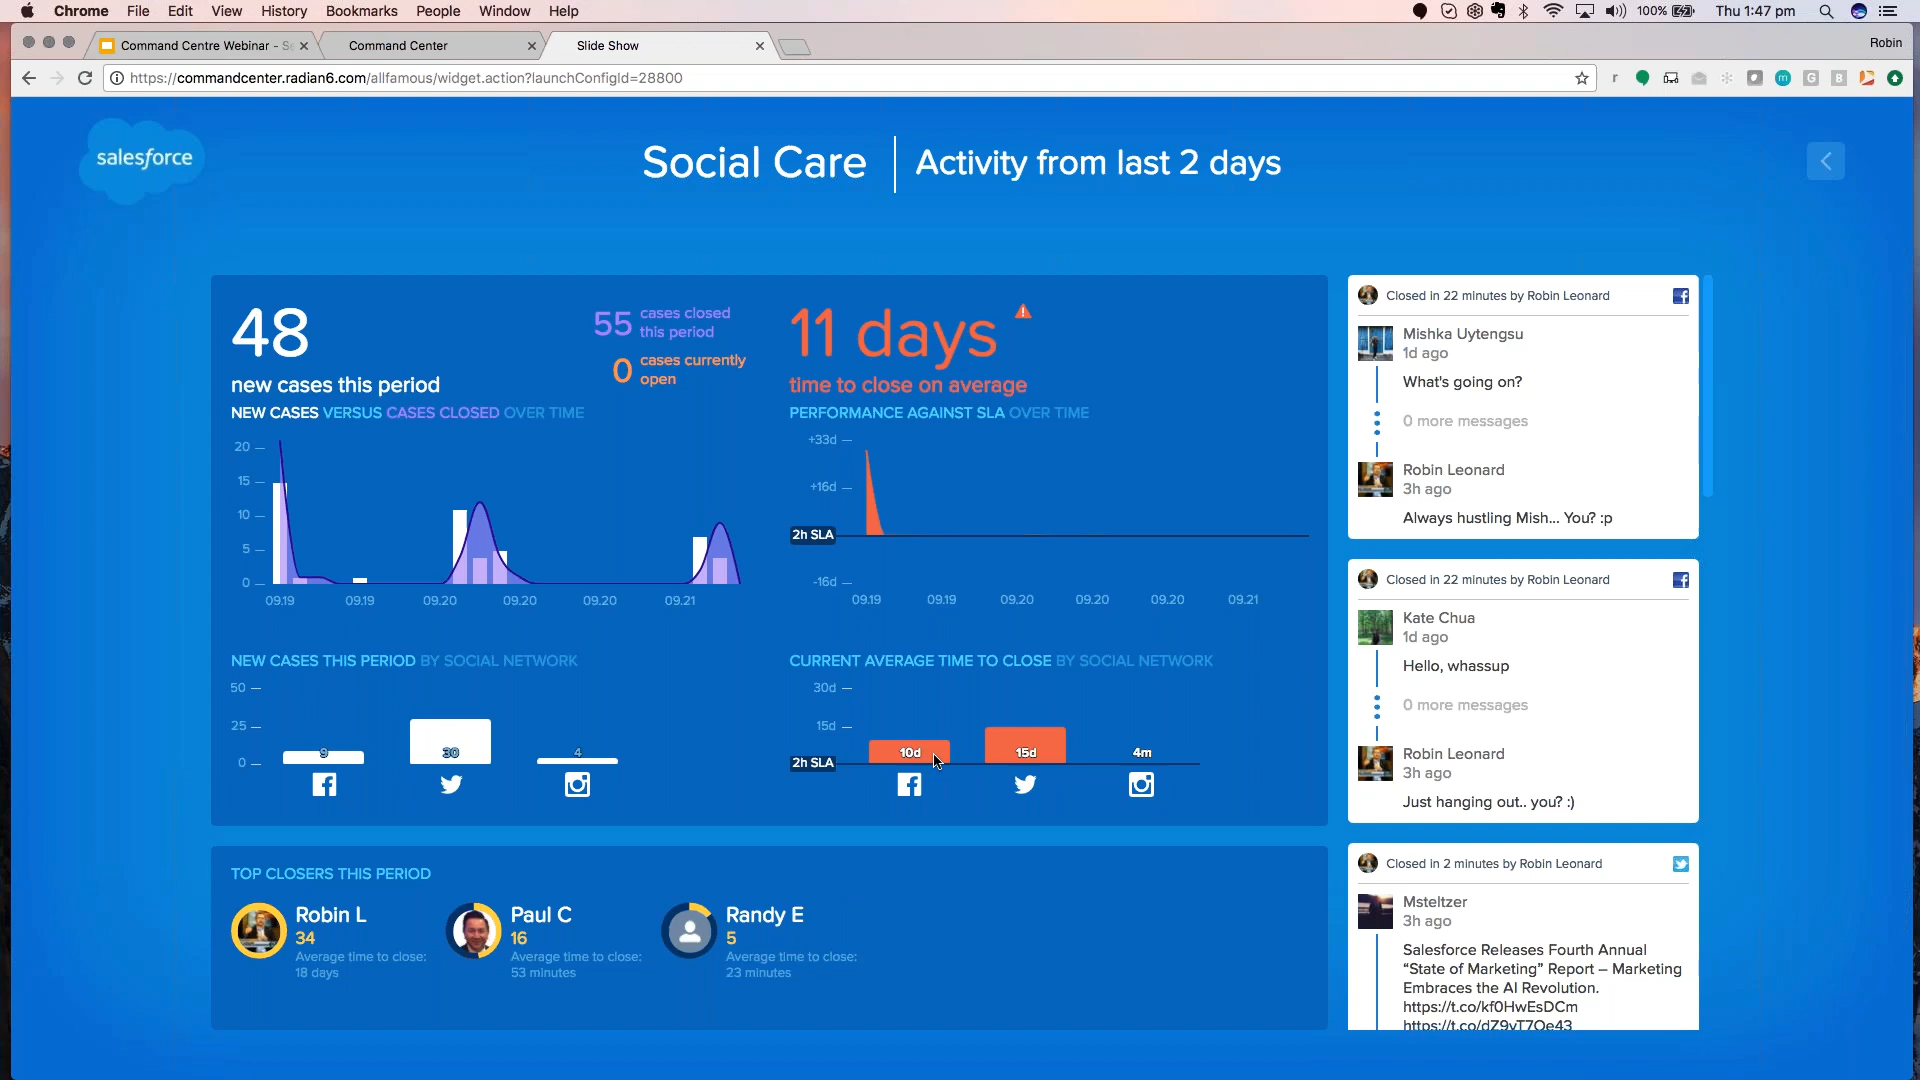 Chrome File Edit View History Bookmarks People Window Help 100% Thu 1:47 pm
Command Centre Webinar - Se Command Center Slide Show Robin
https://commandcenter.radian6.com/allfamous/widget.action?launchConfigId=28800
salesforce
Social Care Activity from last 2 days
48
new cases this period
55 cases closed this period
0 cases currently open
NEW CASES VERSUS CASES CLOSED OVER TIME
20
15
10
5
0
09.19 09.19 09.20 09.20 09.20 09.21
11 days
time to close on average
PERFORMANCE AGAINST SLA OVER TIME
+33d
+16d
2h SLA
-16d
09.19 09.19 09.20 09.20 09.20 09.21
NEW CASES THIS PERIOD BY SOCIAL NETWORK
50
25
0
9 30 4
CURRENT AVERAGE TIME TO CLOSE BY SOCIAL NETWORK
30d
15d
2h SLA
10d 15d 4m
TOP CLOSERS THIS PERIOD
Robin L
34
Average time to close:
18 days
Paul C
16
Average time to close:
53 minutes
Randy E
5
Average time to close:
23 minutes
Closed in 22 minutes by Robin Leonard
Mishka Uytengsu
1d ago
What's going on?
0 more messages
Robin Leonard
3h ago
Always hustling Mish... You? :p
Closed in 22 minutes by Robin Leonard
Kate Chua
1d ago
Hello, whassup
0 more messages
Robin Leonard
3h ago
Just hanging out.. you? :)
Closed in 2 minutes by Robin Leonard
Msteltzer
3h ago
Salesforce Releases Fourth Annual
“State of Marketing” Report – Marketing
Embraces the AI Revolution.
https://t.co/kf0HwEsDCm
https://t.co/dZ9vT7Oe43